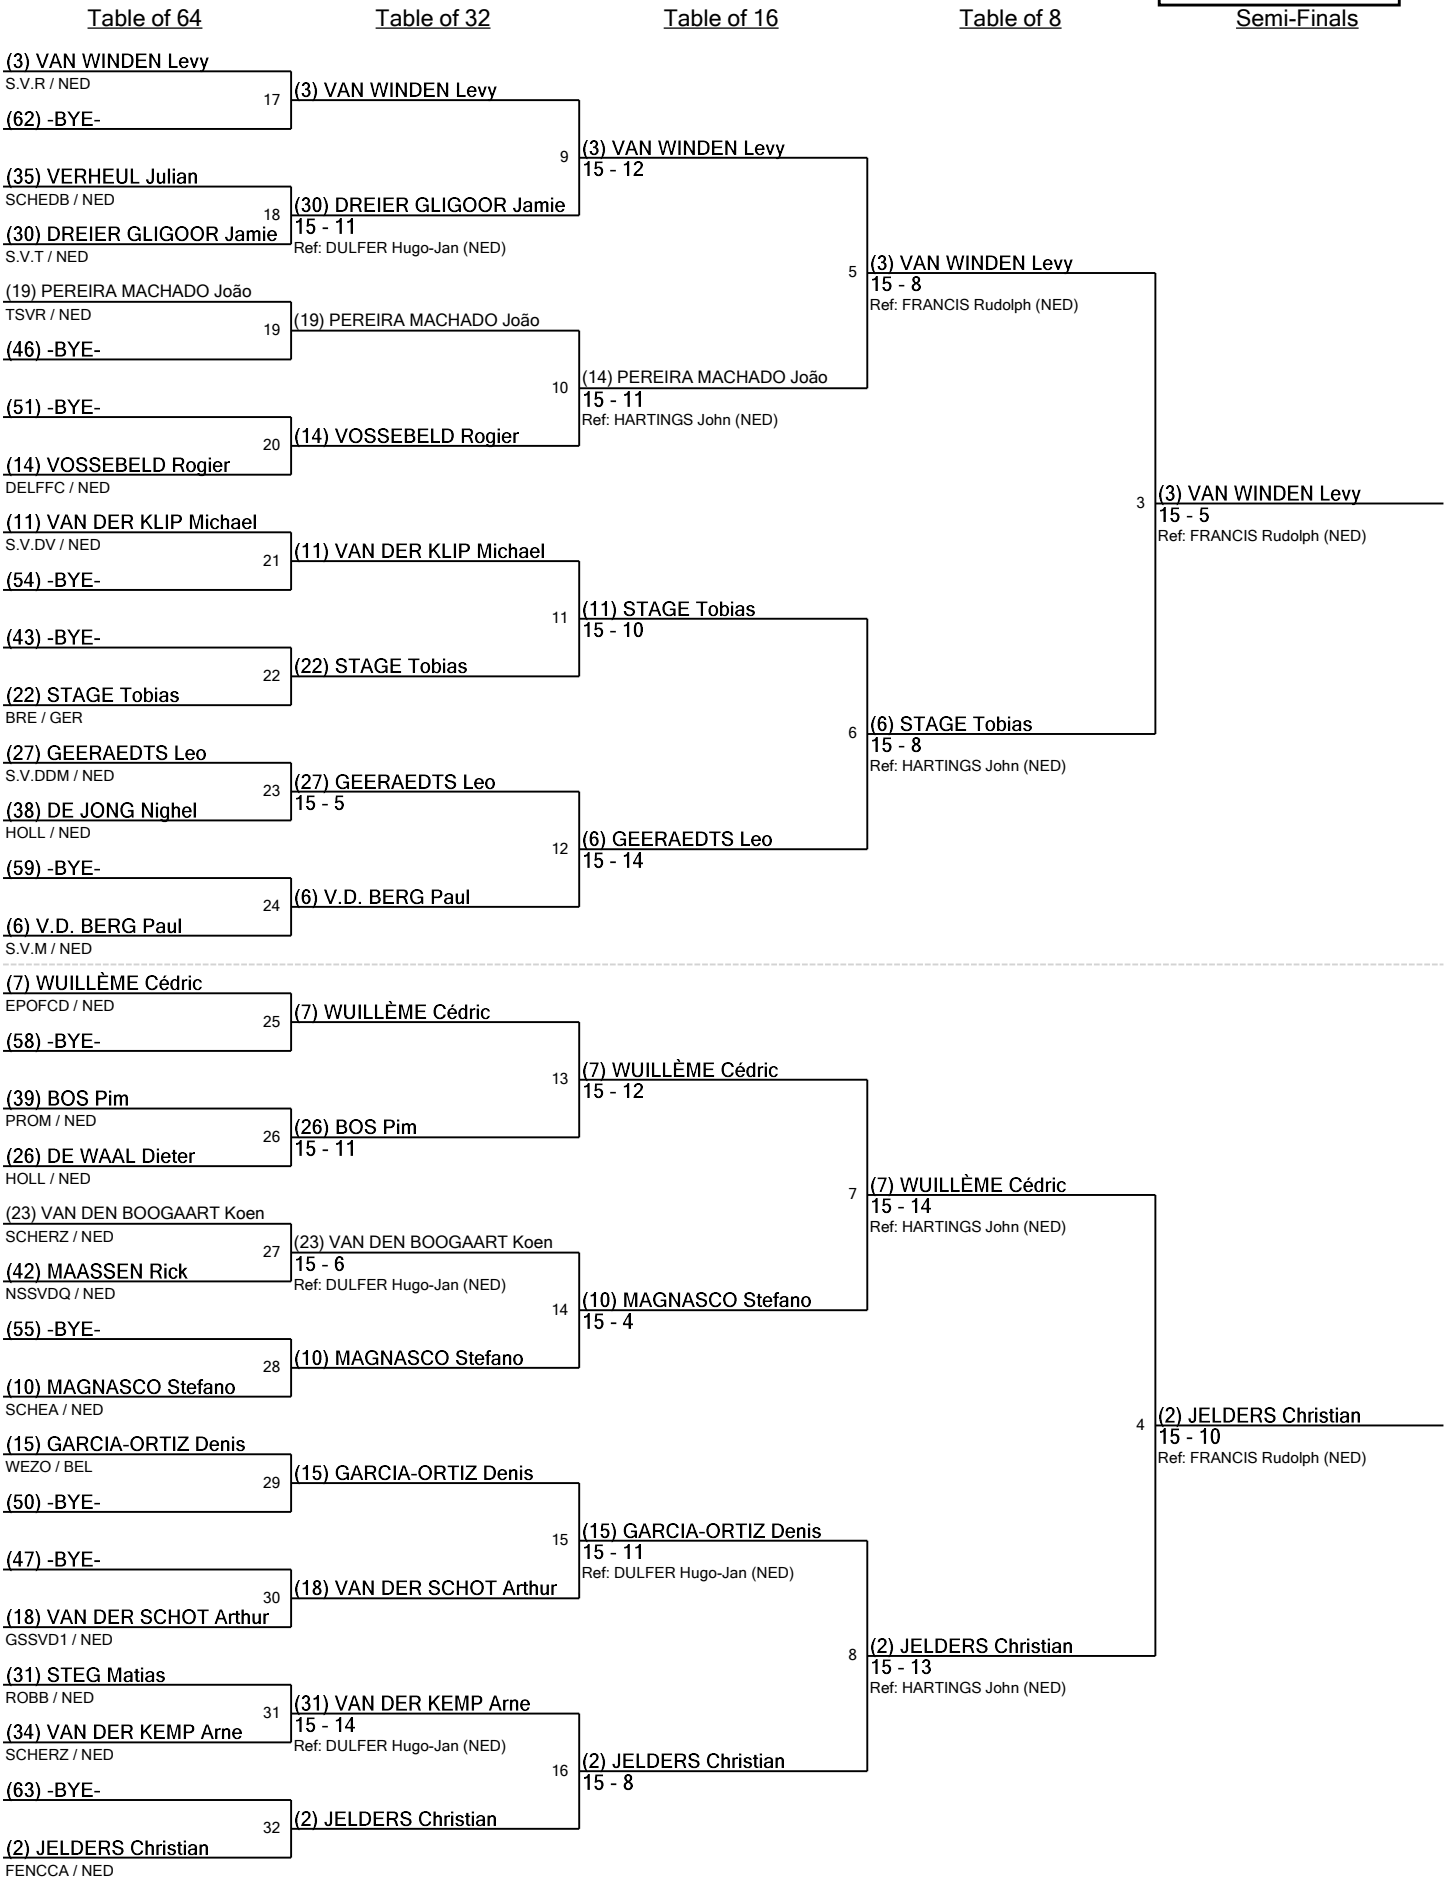 Table of 64
Table of 32
Table of 16
Table of 8
Semi-Finals
(3) VAN WINDEN Levy
S.V.R / NED
17
(62) -BYE-
(35) VERHEUL Julian
SCHEDB / NED
18
(30) DREIER GLIGOOR Jamie
S.V.T / NED
(19) PEREIRA MACHADO João
TSVR / NED
19
(46) -BYE-
(51) -BYE-
20
(14) VOSSEBELD Rogier
DELFFC / NED
(11) VAN DER KLIP Michael
S.V.DV / NED
21
(54) -BYE-
(43) -BYE-
22
(22) STAGE Tobias
BRE / GER
(27) GEERAEDTS Leo
S.V.DDM / NED
23
(38) DE JONG Nighel
HOLL / NED
(59) -BYE-
24
(6) V.D. BERG Paul
S.V.M / NED
(7) WUILLÈME Cédric
EPOFCD / NED
25
(58) -BYE-
(39) BOS Pim
PROM / NED
26
(26) DE WAAL Dieter
HOLL / NED
(23) VAN DEN BOOGAART Koen
SCHERZ / NED
27
(42) MAASSEN Rick
NSSVDQ / NED
(55) -BYE-
28
(10) MAGNASCO Stefano
SCHEA / NED
(15) GARCIA-ORTIZ Denis
WEZO / BEL
29
(50) -BYE-
(47) -BYE-
30
(18) VAN DER SCHOT Arthur
GSSVD1 / NED
(31) STEG Matias
ROBB / NED
31
(34) VAN DER KEMP Arne
SCHERZ / NED
(63) -BYE-
32
(2) JELDERS Christian
FENCCA / NED
(3) VAN WINDEN Levy
9
(30) DREIER GLIGOOR Jamie
15 - 11
Ref: DULFER Hugo-Jan (NED)
(19) PEREIRA MACHADO João
10
(14) VOSSEBELD Rogier
(11) VAN DER KLIP Michael
11
(22) STAGE Tobias
(27) GEERAEDTS Leo
15 - 5
12
(6) V.D. BERG Paul
(7) WUILLÈME Cédric
13
(26) BOS Pim
15 - 11
(23) VAN DEN BOOGAART Koen
15 - 6
Ref: DULFER Hugo-Jan (NED)
14
(10) MAGNASCO Stefano
(15) GARCIA-ORTIZ Denis
15
(18) VAN DER SCHOT Arthur
(31) VAN DER KEMP Arne
15 - 14
Ref: DULFER Hugo-Jan (NED)
16
(2) JELDERS Christian
(3) VAN WINDEN Levy
15 - 12
5
(14) PEREIRA MACHADO João
15 - 11
Ref: HARTINGS John (NED)
(11) STAGE Tobias
15 - 10
6
(6) GEERAEDTS Leo
15 - 14
(7) WUILLÈME Cédric
15 - 12
7
(10) MAGNASCO Stefano
15 - 4
(15) GARCIA-ORTIZ Denis
15 - 11
Ref: DULFER Hugo-Jan (NED)
8
(2) JELDERS Christian
15 - 8
(3) VAN WINDEN Levy
15 - 8
Ref: FRANCIS Rudolph (NED)
3
(6) STAGE Tobias
15 - 8
Ref: HARTINGS John (NED)
(7) WUILLÈME Cédric
15 - 14
Ref: HARTINGS John (NED)
4
(2) JELDERS Christian
15 - 13
Ref: HARTINGS John (NED)
(3) VAN WINDEN Levy
15 - 5
Ref: FRANCIS Rudolph (NED)
(2) JELDERS Christian
15 - 10
Ref: FRANCIS Rudolph (NED)